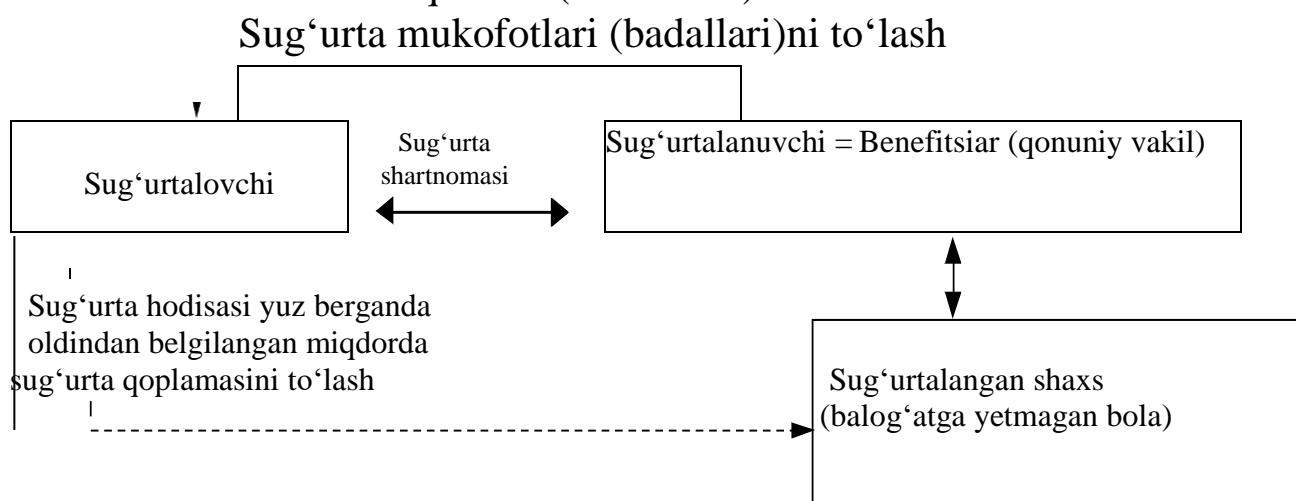 Sug‘urta mukofotlari (badallari)ni to‘lash
Sug‘urta
shartnomasi
Sug‘urtalovchi
Sug‘urtalanuvchi = Benefitsiar (qonuniy vakil)
Sug‘urta hodisasi yuz berganda
oldindan belgilangan miqdorda
sug‘urta qoplamasini to‘lash
Sug‘urtalangan shaxs
(balog‘atga yetmagan bola)